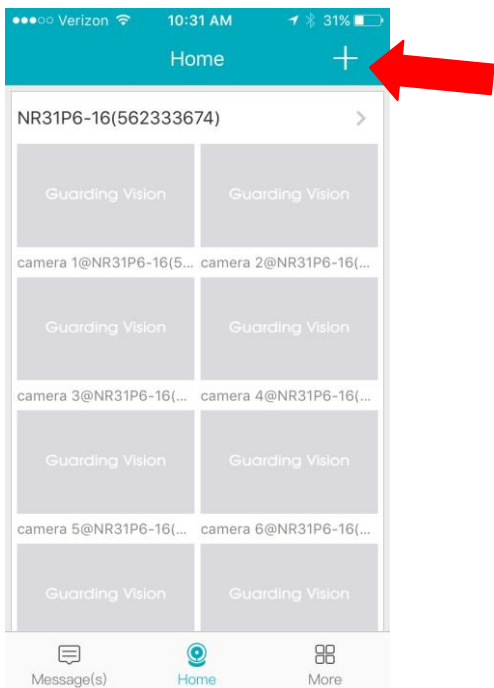 Verizon 10:31 AM 31%
Home
NR31P6-16(562333674)
Guarding Vision Guarding Vision
camera 1@NR31P6-16(5... camera 2@NR31P6-16(...
Guarding Vision Guarding Vision
camera 3@NR31P6-16(... camera 4@NR31P6-16(...
Guarding Vision Guarding Vision
camera 5@NR31P6-16(... camera 6@NR31P6-16(...
Guarding Vision Guarding Vision
Message(s) Home More